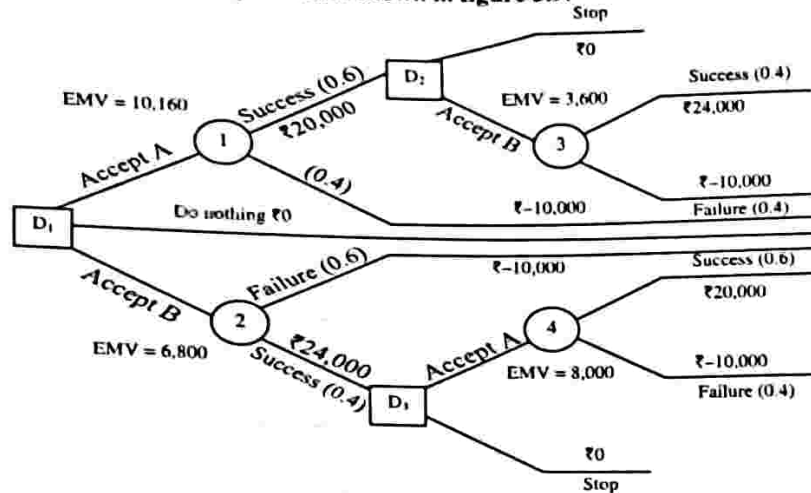 Stop
₹0
D₂
Success (0.6)
₹20,000
EMV = 10,160
1
Accept A
EMV = 3,600
Accept B
3
Success (0.4)
₹24,000
₹–10,000
(0.4)
₹–10,000
Failure (0.4)
D₁
Do nothing ₹0
Accept B
Failure (0.6)
₹–10,000
2
EMV = 6,800
₹24,000
Success (0.4)
D₃
Accept A
4
EMV = 8,000
Success (0.6)
₹20,000
₹–10,000
Failure (0.4)
₹0
Stop